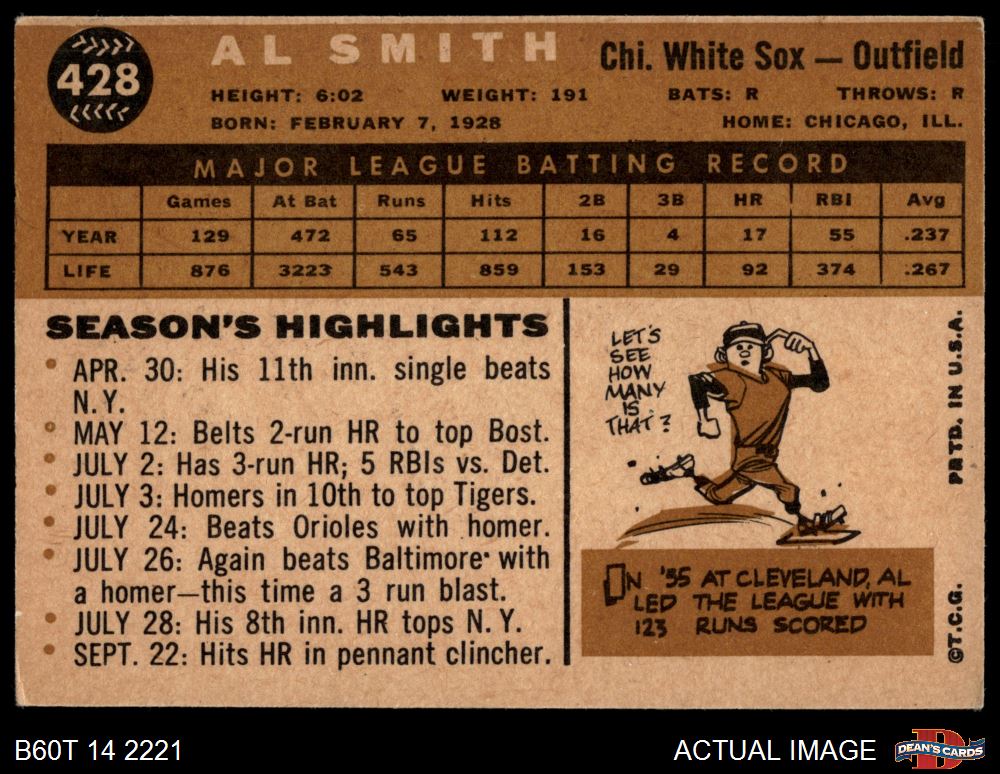 428
AL SMITH
Chi. White Sox — Outfield
HEIGHT: 6:02 WEIGHT: 191 BATS: R THROWS: R
BORN: FEBRUARY 7, 1928 HOME: CHICAGO, ILL.
MAJOR LEAGUE BATTING RECORD
Games At Bat Runs Hits 2B 3B HR RBI Avg
YEAR 129 472 65 112 16 4 17 55 .237
LIFE 876 3223 543 859 153 29 92 374 .267
SEASON'S HIGHLIGHTS
• APR. 30: His 11th inn. single beats
N.Y.
• MAY 12: Belts 2-run HR to top Bost.
• JULY 2: Has 3-run HR; 5 RBIs vs. Det.
• JULY 3: Homers in 10th to top Tigers.
• JULY 24: Beats Orioles with homer.
• JULY 26: Again beats Baltimore with
a homer—this time a 3 run blast.
• JULY 28: His 8th inn. HR tops N.Y.
• SEPT. 22: Hits HR in pennant clincher.
LET'S
SEE
HOW
MANY
IS
THAT?
IN '55 AT CLEVELAND, AL
LED THE LEAGUE WITH
123 RUNS SCORED
©T.C.G. PRTD. IN U.S.A.
B60T 14 2221
ACTUAL IMAGE
DEAN'S CARDS